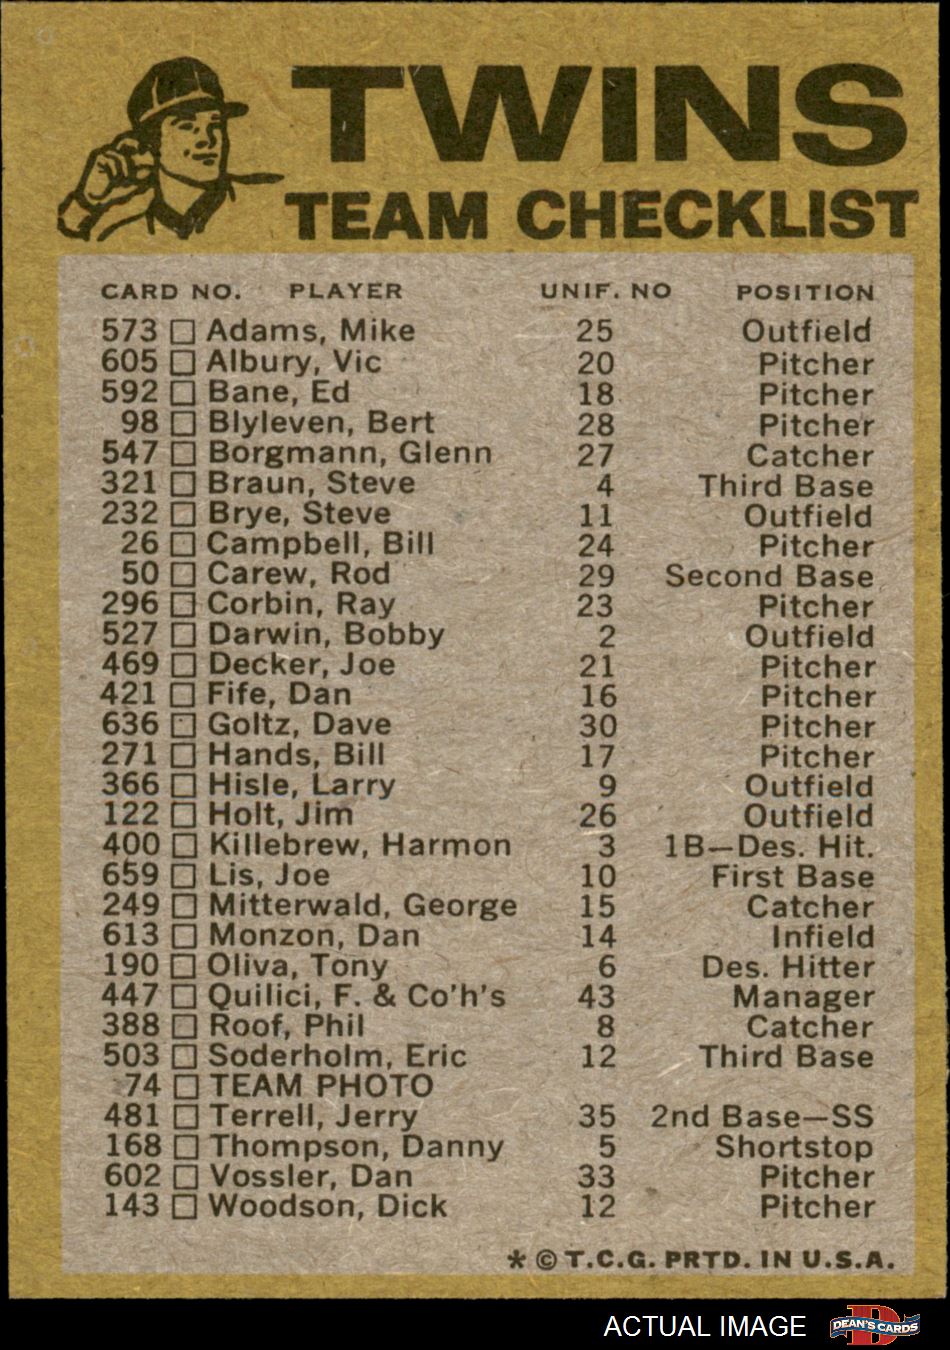 TWINS
TEAM CHECKLIST
CARD NO. PLAYER UNIF. NO POSITION
573 Adams, Mike 25 Outfield
605 Albury, Vic 20 Pitcher
592 Bane, Ed 18 Pitcher
98 Blyleven, Bert 28 Pitcher
547 Borgmann, Glenn 27 Catcher
321 Braun, Steve 4 Third Base
232 Brye, Steve 11 Outfield
26 Campbell, Bill 24 Pitcher
50 Carew, Rod 29 Second Base
296 Corbin, Ray 23 Pitcher
527 Darwin, Bobby 2 Outfield
469 Decker, Joe 21 Pitcher
421 Fife, Dan 16 Pitcher
636 Goltz, Dave 30 Pitcher
271 Hands, Bill 17 Pitcher
366 Hisle, Larry 9 Outfield
122 Holt, Jim 26 Outfield
400 Killebrew, Harmon 3 1B—Des. Hit.
659 Lis, Joe 10 First Base
249 Mitterwald, George 15 Catcher
613 Monzon, Dan 14 Infield
190 Oliva, Tony 6 Des. Hitter
447 Quilici, F. & Co'h's 43 Manager
388 Roof, Phil 8 Catcher
503 Soderholm, Eric 12 Third Base
74 TEAM PHOTO
481 Terrell, Jerry 35 2nd Base—SS
168 Thompson, Danny 5 Shortstop
602 Vossler, Dan 33 Pitcher
143 Woodson, Dick 12 Pitcher
* © T.C.G. PRTD. IN U.S.A.
ACTUAL IMAGE DEAN'S CARDS